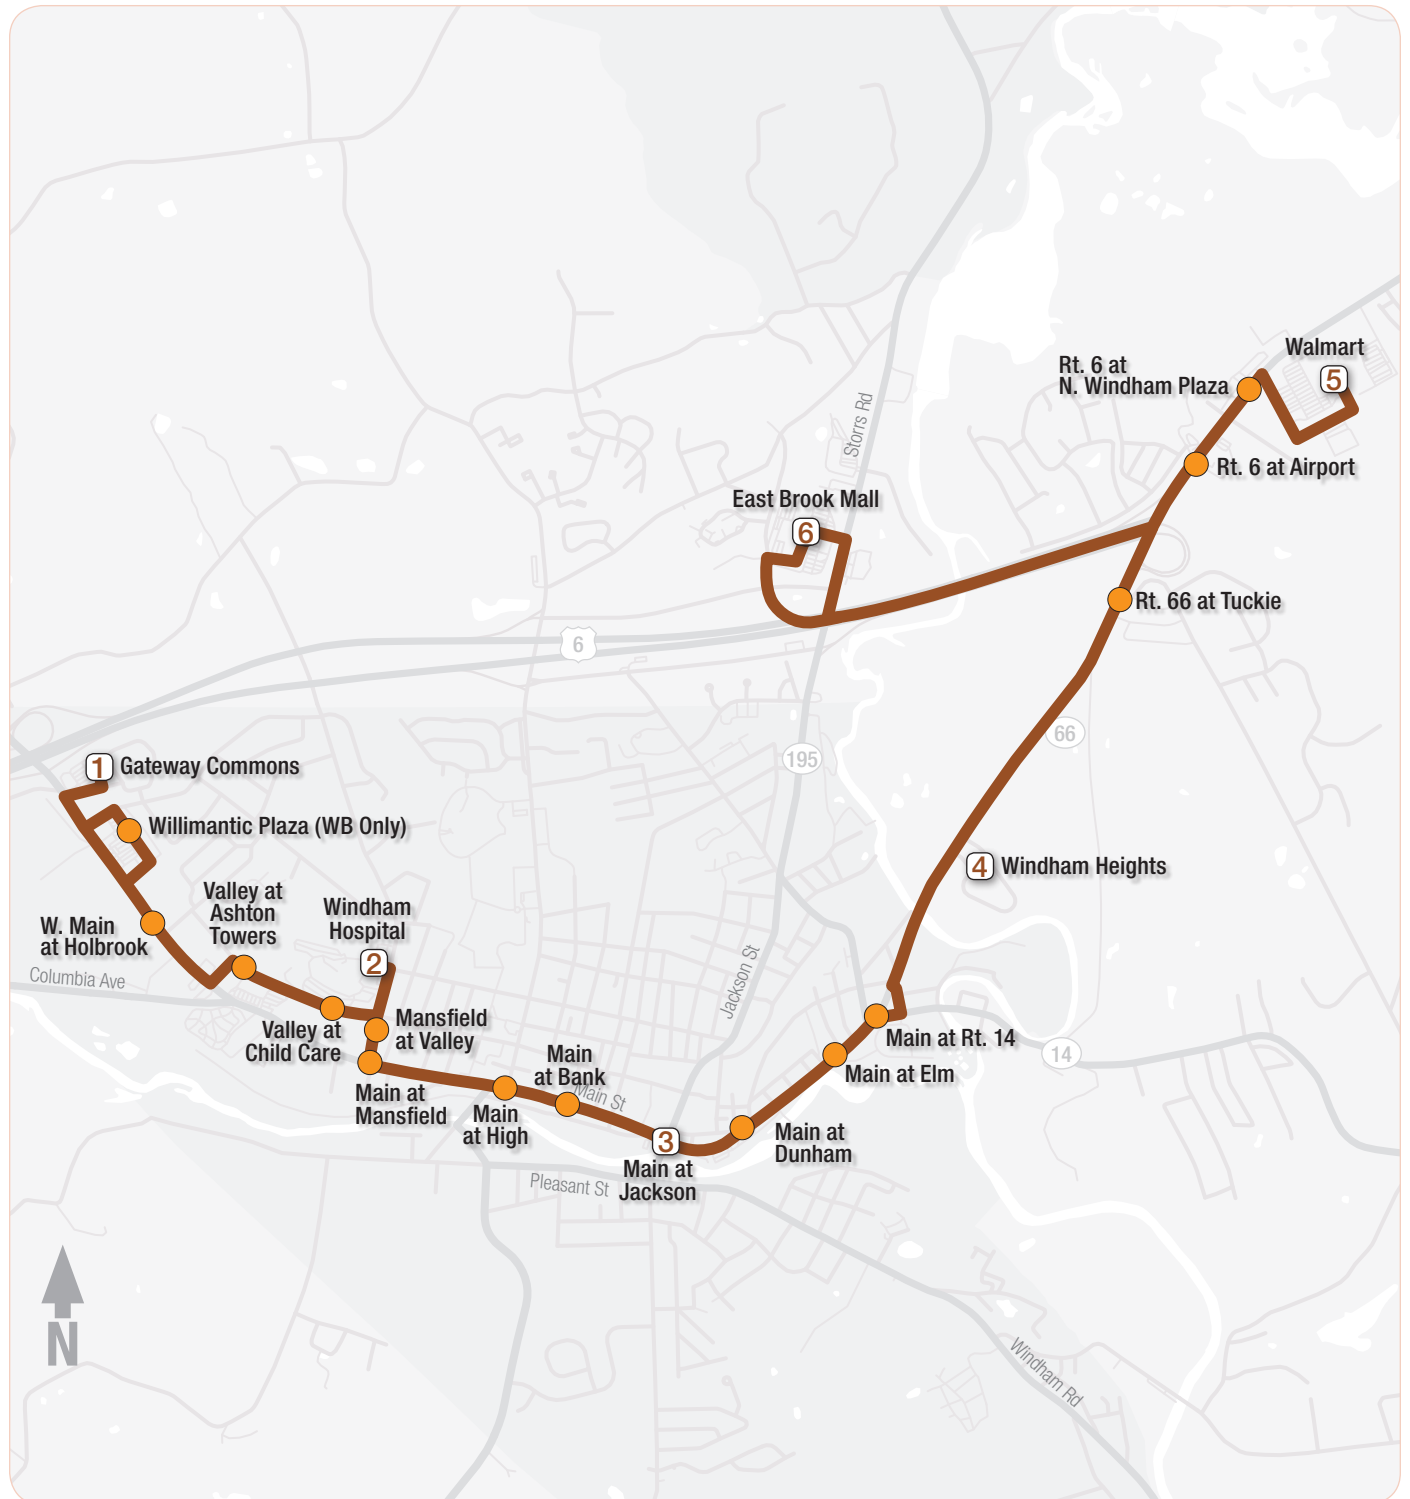 Walmart
5
Rt. 6 at
N. Windham Plaza
Storrs Rd
Rt. 6 at Airport
East Brook Mall
6
Rt. 66 at Tuckie
6
66
195
1
Gateway Commons
Willimantic Plaza (WB Only)
4
Windham Heights
Valley at
Ashton
Towers
Windham
Hospital
2
W. Main
at Holbrook
Columbia Ave
Jackson St
Mansfield
at Valley
Valley at
Child Care
Main at Rt. 14
14
Main
at Bank
Main at Elm
Main St
Main at
Mansfield
Main
at High
3
Main at
Jackson
Main at
Dunham
Pleasant St
N
Windham Rd